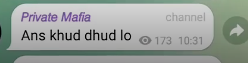 Private Mafia channel
Ans khud dhud lo 173 10:31